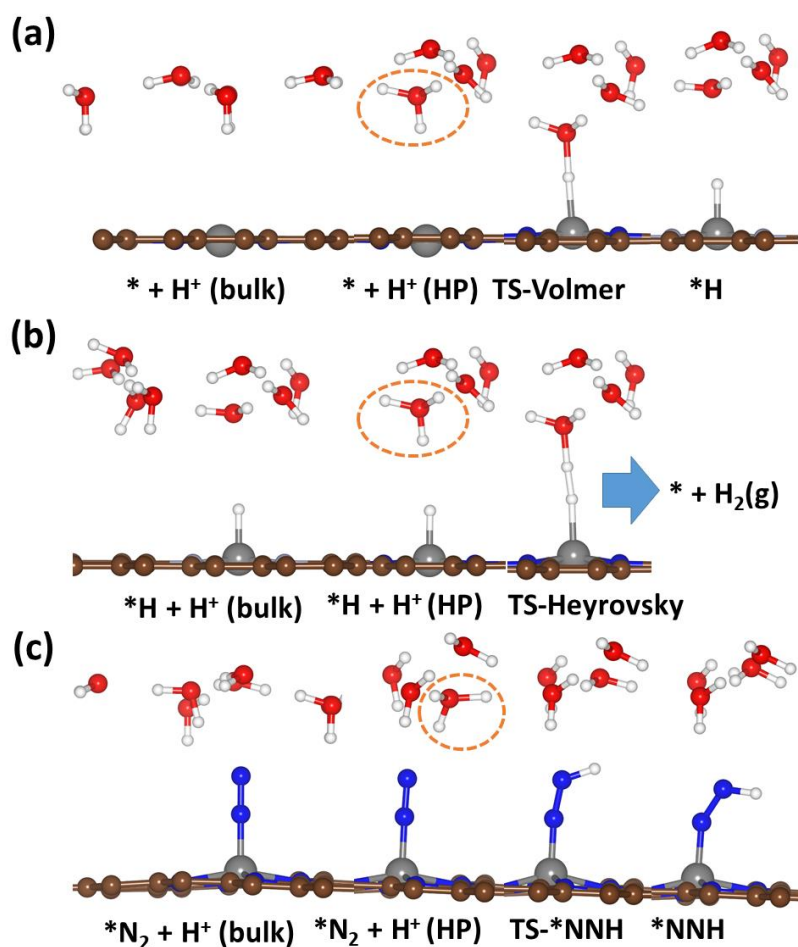 (a)
* + H⁺ (bulk) * + H⁺ (HP) TS-Volmer *H
(b)
* + H₂(g)
*H + H⁺ (bulk) *H + H⁺ (HP) TS-Heyrovsky
(c)
*N₂ + H⁺ (bulk) *N₂ + H⁺ (HP) TS-*NNH *NNH